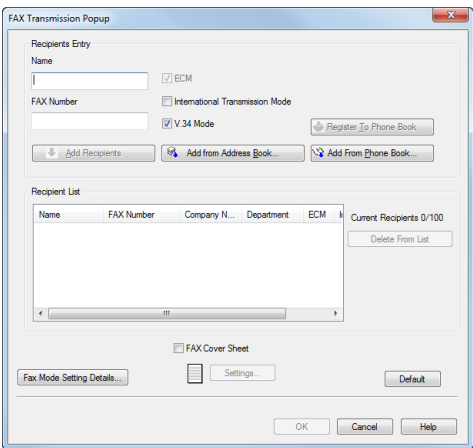 FAX Transmission Popup
Recipients Entry
Name
ECM
FAX Number
International Transmission Mode
V.34 Mode
Register To Phone Book
Add Recipients
Add from Address Book...
Add From Phone Book...
Recipient List
Name FAX Number Company N... Department ECM
Current Recipients 0/100
Delete From List
FAX Cover Sheet
Fax Mode Setting Details...
Settings...
Default
OK Cancel Help